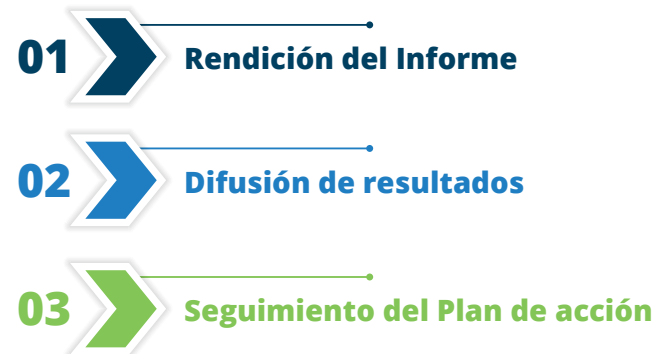 01 Rendición del Informe
02 Difusión de resultados
03 Seguimiento del Plan de acción